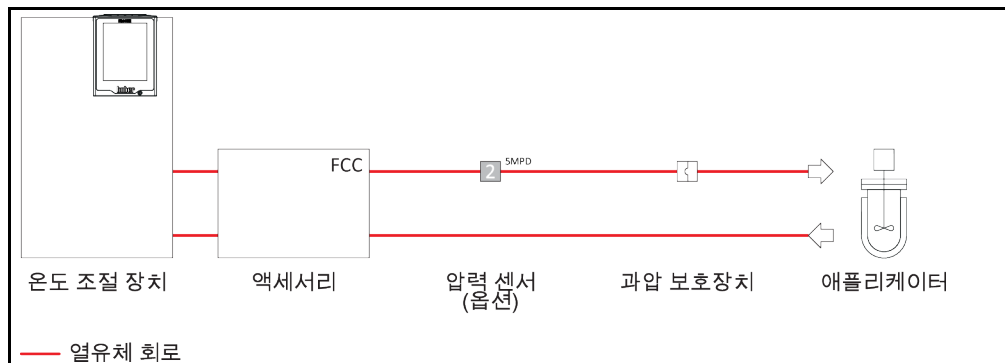 huber
FCC
2
5MPD
온도 조절 장치
액세서리
압력 센서
(옵션)
과압 보호장치
애플리케이터
열유체 회로